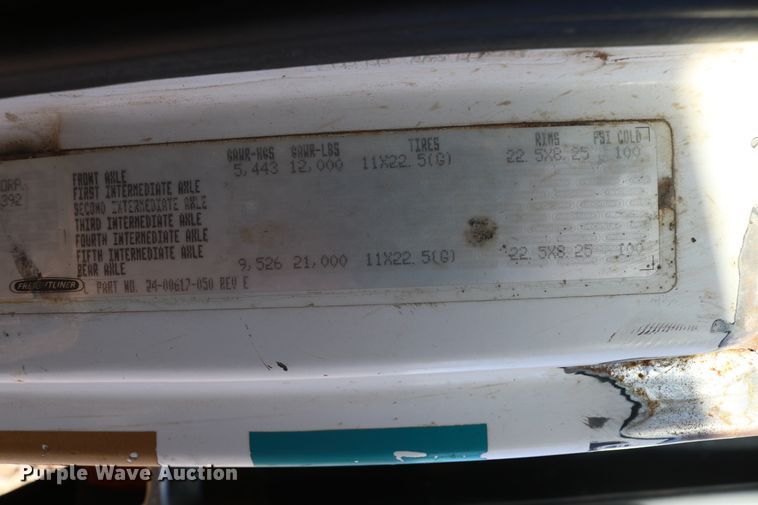 GAWR-KGS GAWR-LBS TIRES RIMS PSI COLD
FRONT AXLE 5,443 12,000 11X22.5(G) 22.5X8.25 100
FIRST INTERMEDIATE AXLE
SECOND INTERMEDIATE AXLE
THIRD INTERMEDIATE AXLE
FOURTH INTERMEDIATE AXLE
FIFTH INTERMEDIATE AXLE
REAR AXLE 9,526 21,000 11X22.5(G) 22.5X8.25 100
ORP.
392
FREIGHTLINER
PART NO. 24-00617-050 REV E
Purple Wave Auction